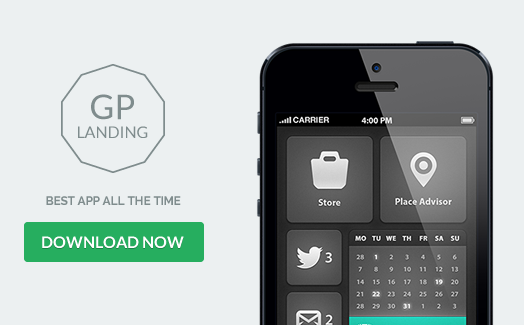 GP
LANDING
BEST APP ALL THE TIME
DOWNLOAD NOW
CARRIER 4:00 PM
Store
Place Advisor
3
2
MO TU WE TH FR SA SU
28 1 2 3 4 5 6
7 8 9 10 11 12 13
14 15 16 17 18 19 20
21 22 23 24 25 26 27
28 29 30 31 1 2 3